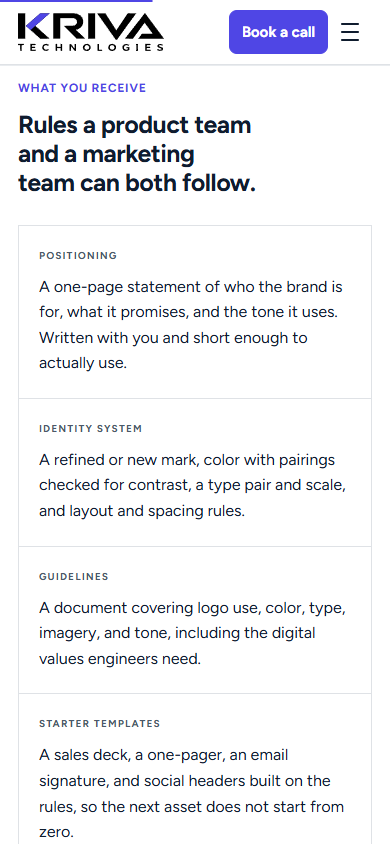 KRIVA
TECHNOLOGIES
Book a call
WHAT YOU RECEIVE
Rules a product team
and a marketing
team can both follow.
POSITIONING
A one-page statement of who the brand is
for, what it promises, and the tone it uses.
Written with you and short enough to
actually use.
IDENTITY SYSTEM
A refined or new mark, color with pairings
checked for contrast, a type pair and scale,
and layout and spacing rules.
GUIDELINES
A document covering logo use, color, type,
imagery, and tone, including the digital
values engineers need.
STARTER TEMPLATES
A sales deck, a one-pager, an email
signature, and social headers built on the
rules, so the next asset does not start from
zero.